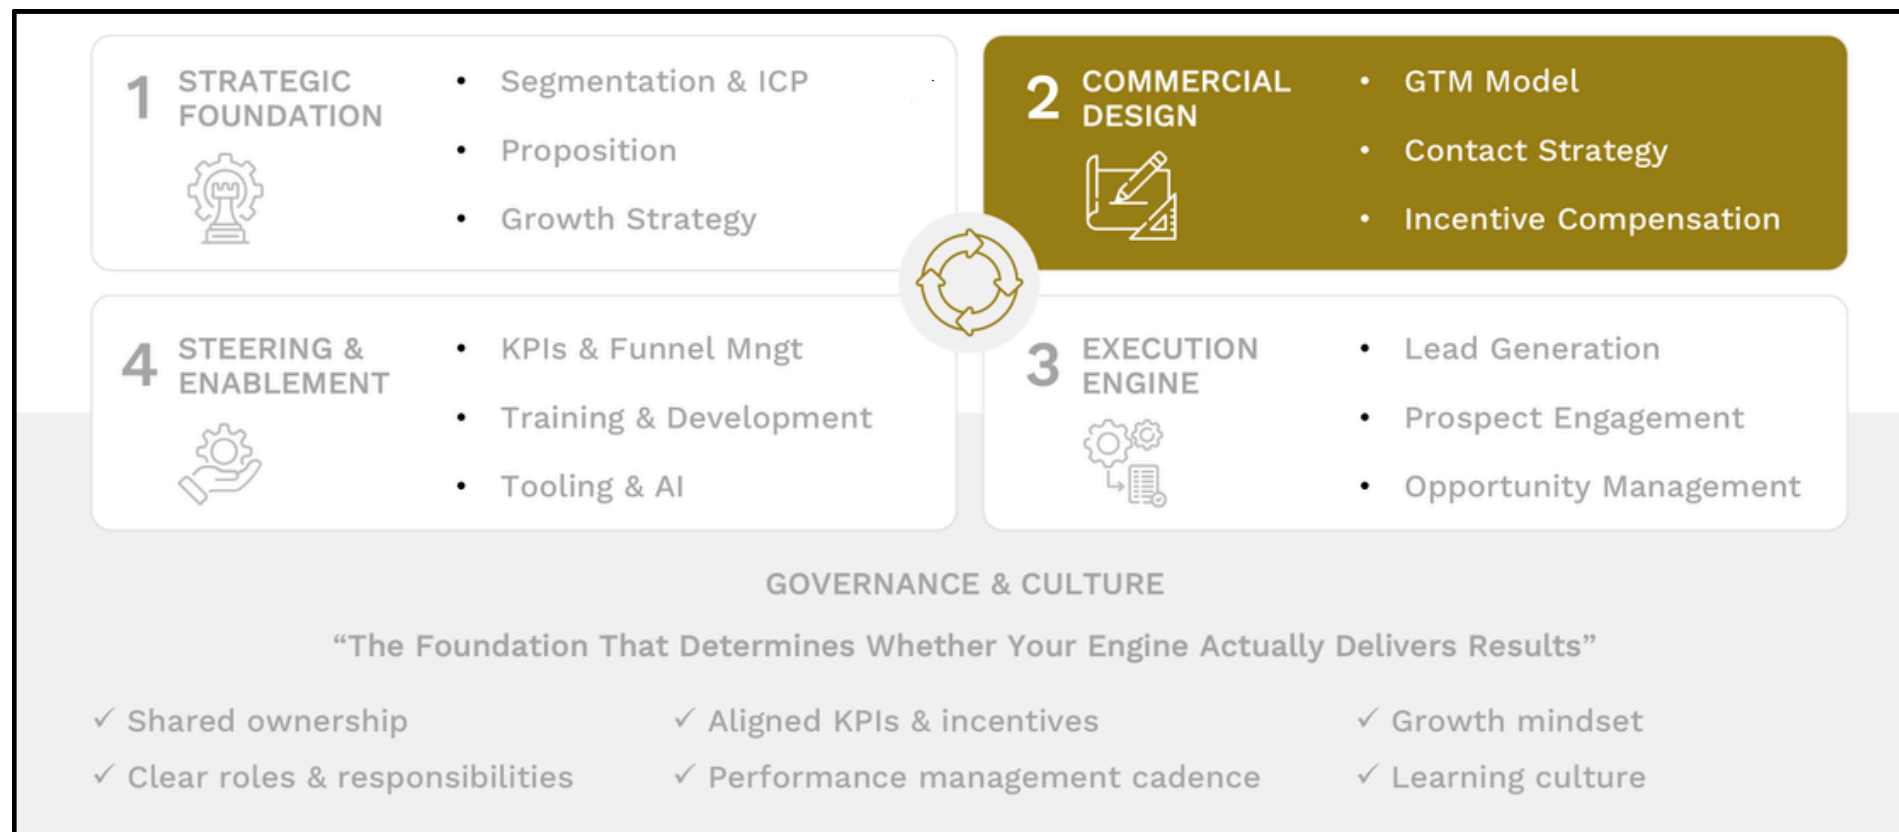 1 STRATEGIC
FOUNDATION
• Segmentation & ICP
• Proposition
• Growth Strategy
2 COMMERCIAL
DESIGN
• GTM Model
• Contact Strategy
• Incentive Compensation
4 STEERING &
ENABLEMENT
• KPIs & Funnel Mngt
• Training & Development
• Tooling & AI
3 EXECUTION
ENGINE
• Lead Generation
• Prospect Engagement
• Opportunity Management
GOVERNANCE & CULTURE
“The Foundation That Determines Whether Your Engine Actually Delivers Results”
✓ Shared ownership
✓ Aligned KPIs & incentives
✓ Growth mindset
✓ Clear roles & responsibilities
✓ Performance management cadence
✓ Learning culture